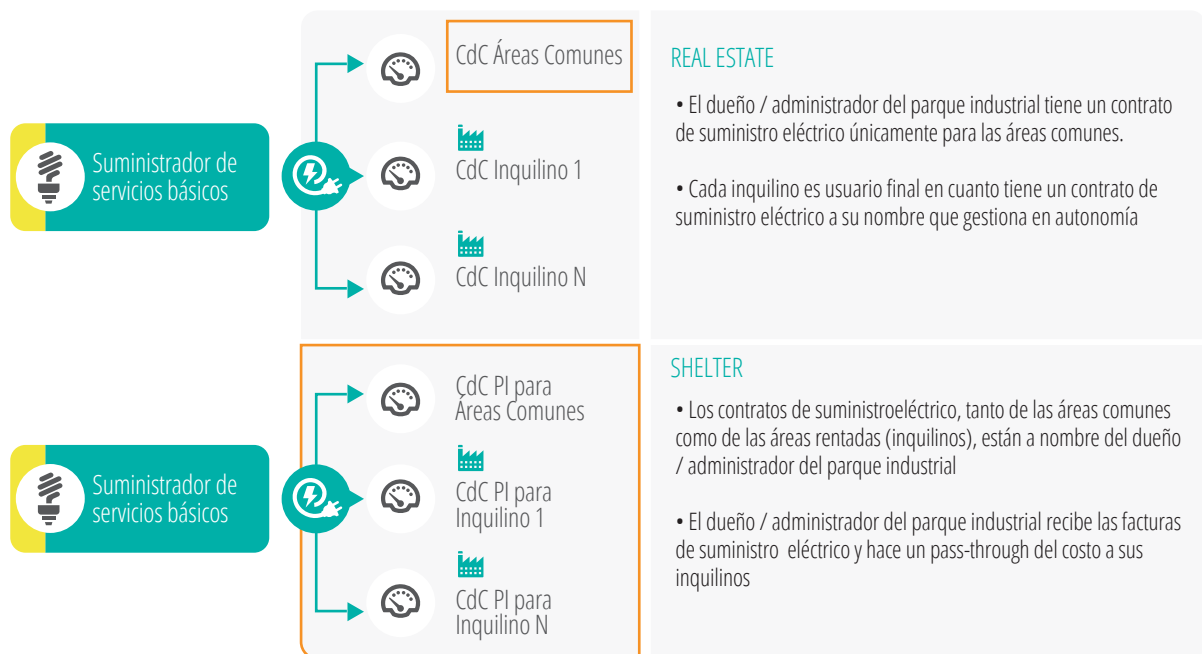 Suministrador de
servicios básicos
CdC Áreas Comunes
CdC Inquilino 1
CdC Inquilino N
REAL ESTATE
• El dueño / administrador del parque industrial tiene un contrato
de suministro eléctrico únicamente para las áreas comunes.
• Cada inquilino es usuario final en cuanto tiene un contrato de
suministro eléctrico a su nombre que gestiona en autonomía
Suministrador de
servicios básicos
CdC PI para
Áreas Comunes
CdC PI para
Inquilino 1
CdC PI para
Inquilino N
SHELTER
• Los contratos de suministroeléctrico, tanto de las áreas comunes
como de las áreas rentadas (inquilinos), están a nombre del dueño
/ administrador del parque industrial
• El dueño / administrador del parque industrial recibe las facturas
de suministro eléctrico y hace un pass-through del costo a sus
inquilinos